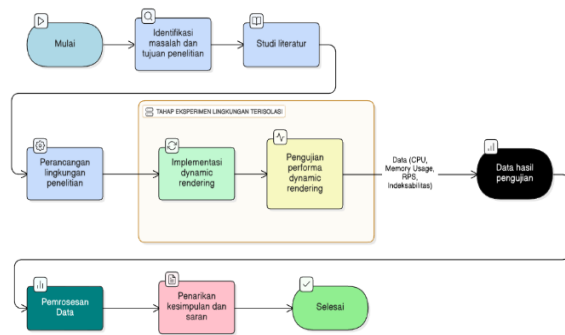 Mulai
Identifikasi
masalah dan
tujuan penelitian
Studi literatur
TAHAP EKSPERIMEN LINGKUNGAN TERISOLASI
Perancangan
lingkungan
penelitian
Implementasi
dynamic
rendering
Pengujian
performa
dynamic
rendering
Data (CPU,
Memory Usage,
RPS,
Indeksabilitas)
Data hasil
pengujian
Pemrosesan
Data
Penarikan
kesimpulan dan
saran
Selesai